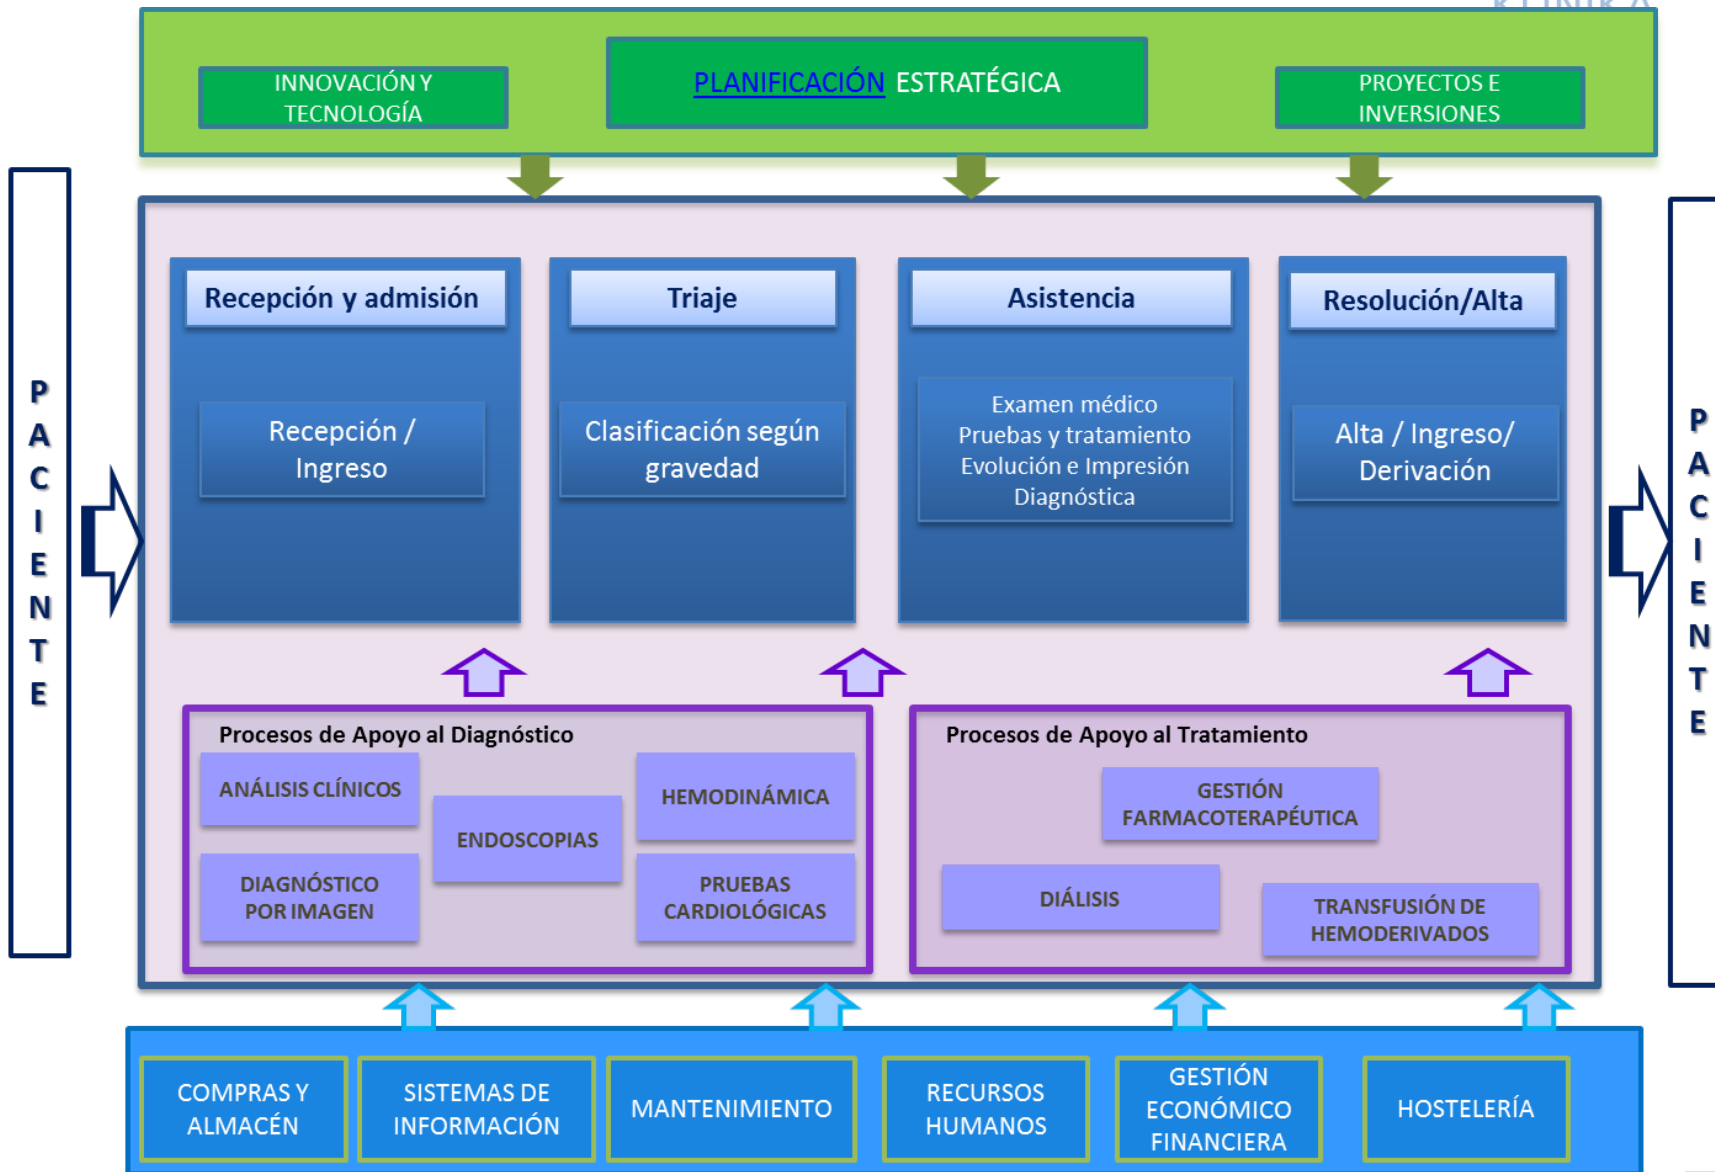 KLINIKA
INNOVACIÓN Y
TECNOLOGÍA
PLANIFICACIÓN ESTRATÉGICA
PROYECTOS E
INVERSIONES
PACIENTE
Recepción y admisión
Recepción /
Ingreso
Triaje
Clasificación según
gravedad
Asistencia
Examen médico
Pruebas y tratamiento
Evolución e Impresión
Diagnóstica
Resolución/Alta
Alta / Ingreso/
Derivación
PACIENTE
Procesos de Apoyo al Diagnóstico
ANÁLISIS CLÍNICOS
DIAGNÓSTICO
POR IMAGEN
ENDOSCOPIAS
HEMODINÁMICA
PRUEBAS
CARDIOLÓGICAS
Procesos de Apoyo al Tratamiento
GESTIÓN
FARMACOTERAPÉUTICA
DIÁLISIS
TRANSFUSIÓN DE
HEMODERIVADOS
COMPRAS Y
ALMACÉN
SISTEMAS DE
INFORMACIÓN
MANTENIMIENTO
RECURSOS
HUMANOS
GESTIÓN
ECONÓMICO
FINANCIERA
HOSTELERÍA